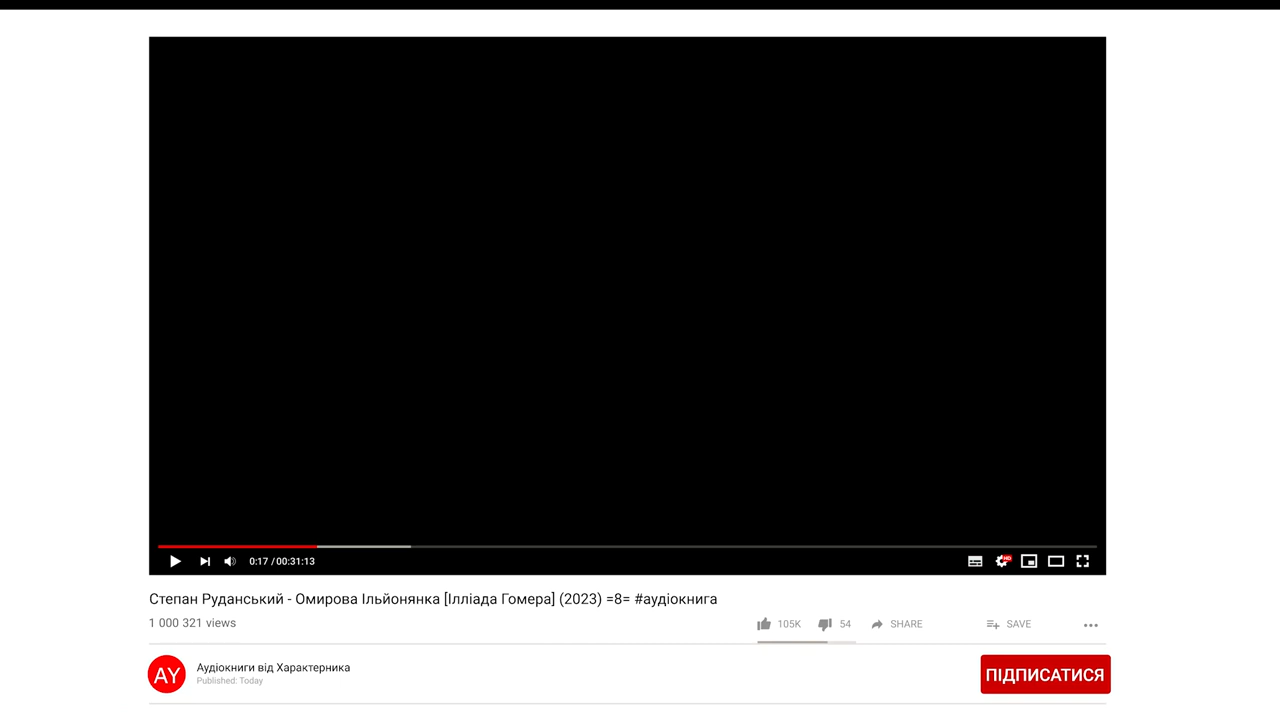 0:17 / 00:31:13
HD
Степан Руданський - Омирова Ільйонянка [Ілліада Гомера] (2023) =8= #аудіокнига
1 000 321 views
105K 54 SHARE SAVE
АУ
Аудіокниги від Характерника
Published: Today
ПІДПИСАТИСЯ